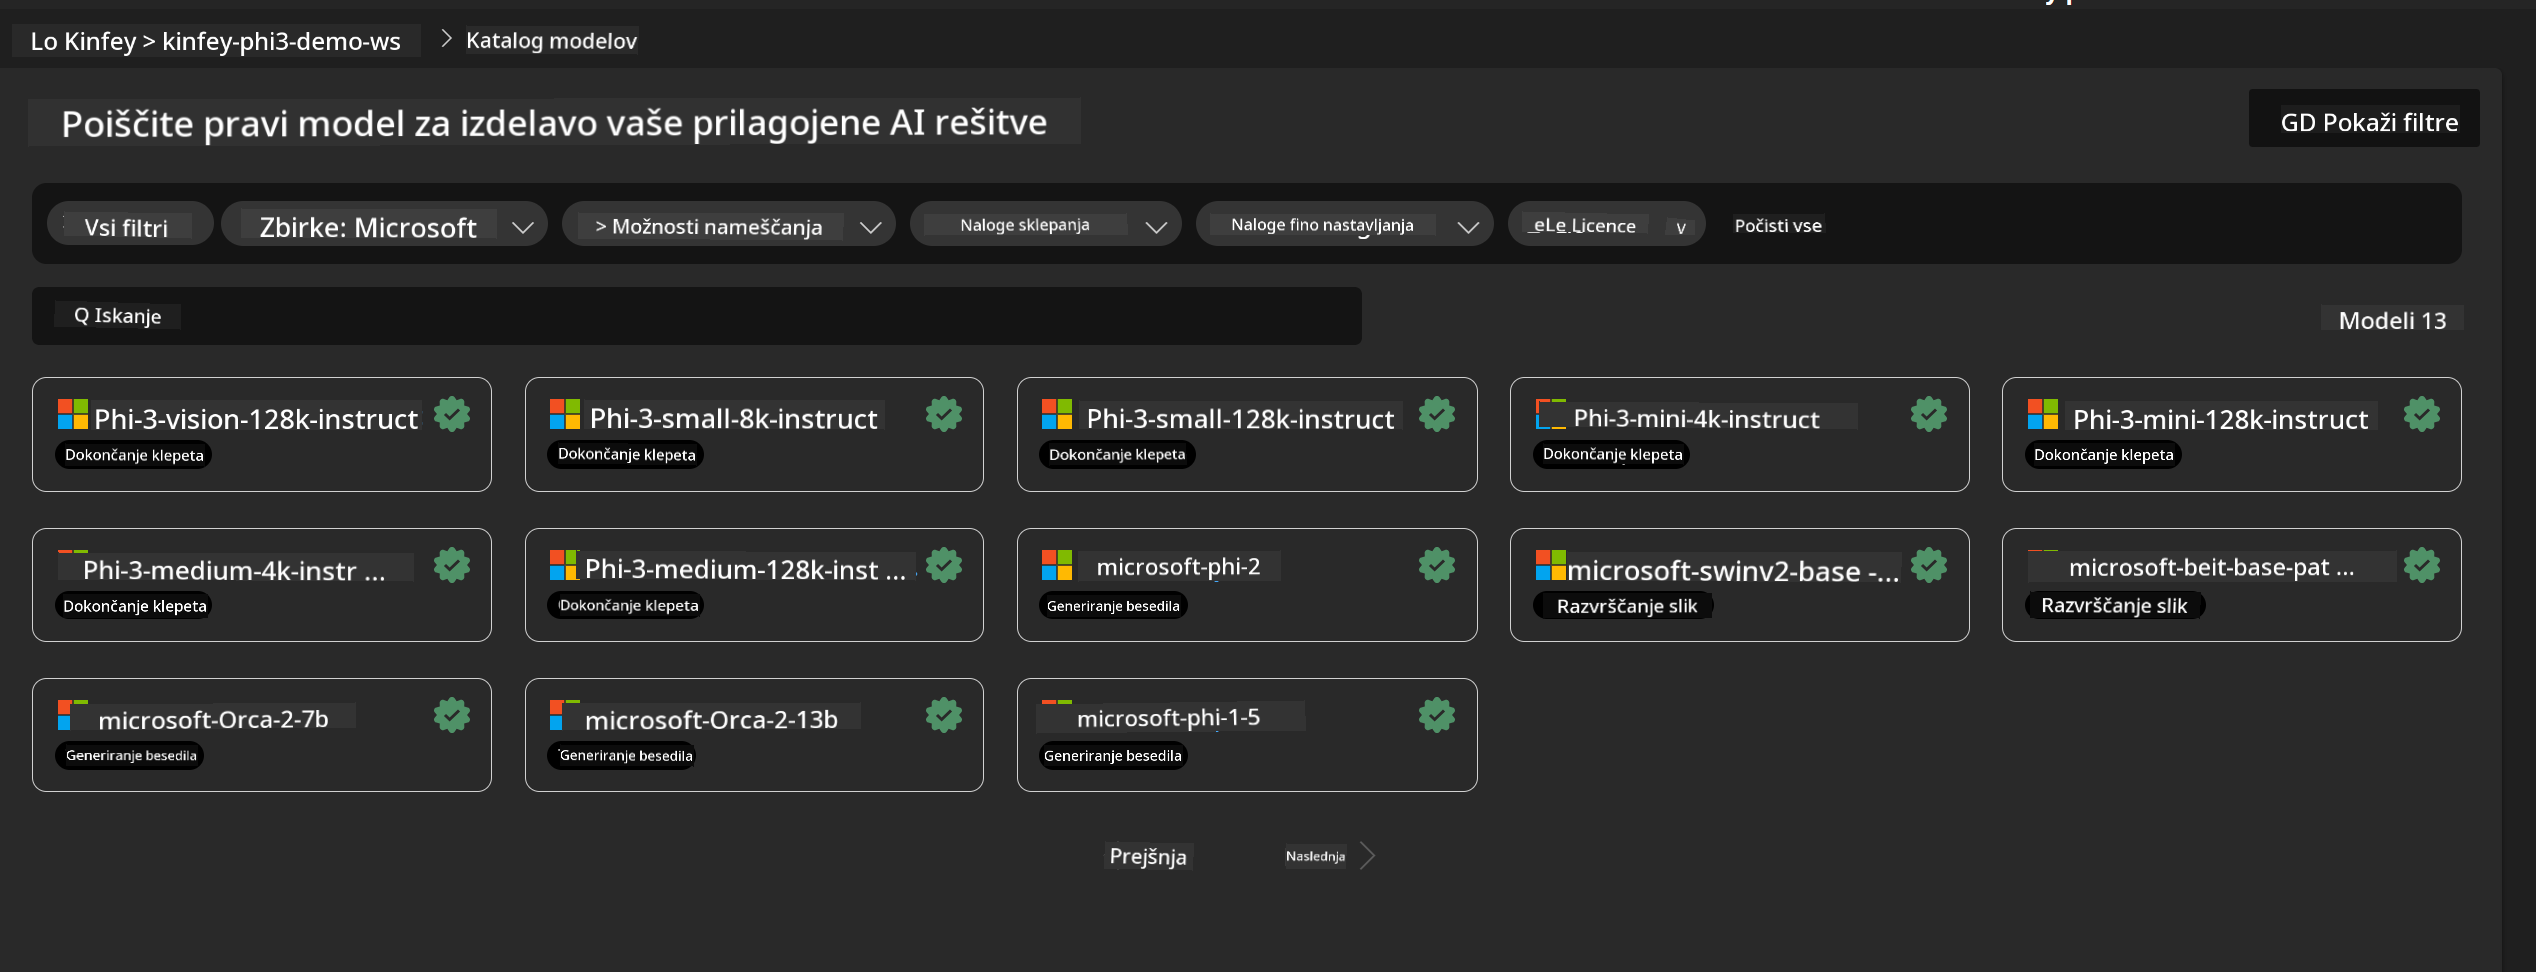 Lo Kinfey > kinfey-phi3-demo-ws > Katalog modelov
Poiščite pravi model za izdelavo vaše prilagojene AI rešitve
GD Pokaži filtre
Vsi filtri
Zbirke: Microsoft
> Možnosti nameščanja
Naloge sklepanja
Naloge fino nastavljanja
eLe Licence v
Počisti vse
Q Iskanje
Modeli 13
Phi-3-vision-128k-instruct
Dokončanje klepeta
Phi-3-small-8k-instruct
Dokončanje klepeta
Phi-3-small-128k-instruct
Dokončanje klepeta
Phi-3-mini-4k-instruct
Dokončanje klepeta
Phi-3-mini-128k-instruct
Dokončanje klepeta
Phi-3-medium-4k-instr ...
Dokončanje klepeta
Phi-3-medium-128k-inst ...
Dokončanje klepeta
microsoft-phi-2
Generiranje besedila
microsoft-swinv2-base -...
Razvrščanje slik
microsoft-beit-base-pat ...
Razvrščanje slik
microsoft-Orca-2-7b
Generiranje besedila
microsoft-Orca-2-13b
Generiranje besedila
microsoft-phi-1-5
Generiranje besedila
Prejšnja
Naslednja